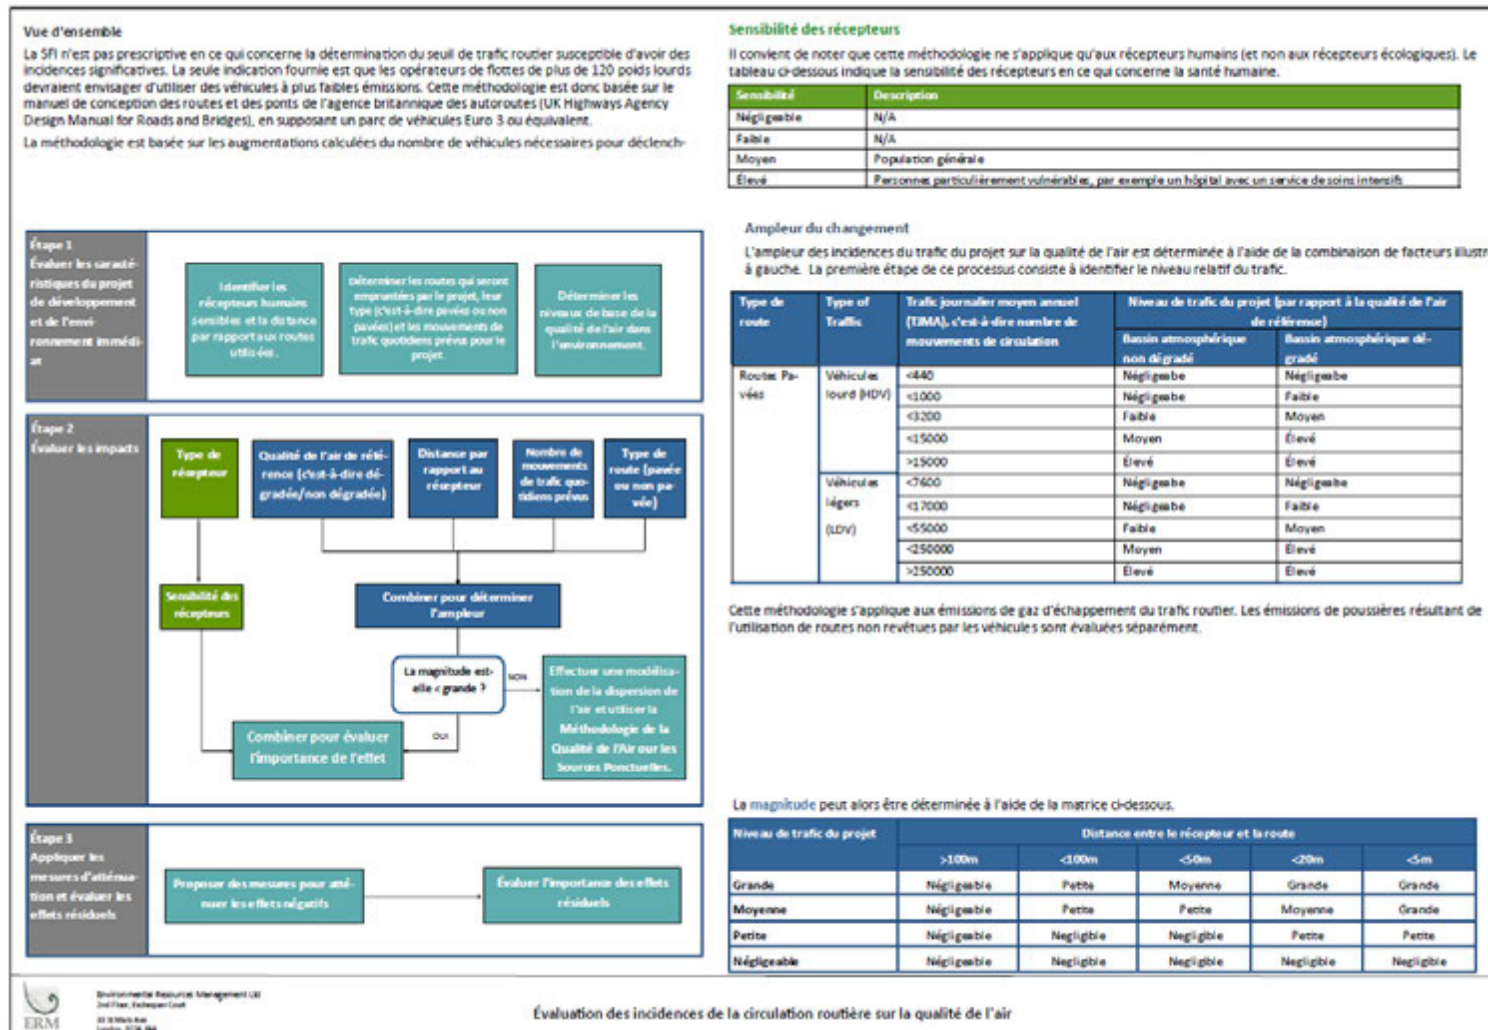 Vue d'ensemble
La SFI n'est pas prescriptive en ce qui concerne la détermination du seuil de trafic routier susceptible d'avoir des
incidences significatives. La seule indication fournie est que les opérateurs de flottes de plus de 120 poids lourds
devraient envisager d'utiliser des véhicules à plus faibles émissions. Cette méthodologie est donc basée sur le
manuel de conception des routes et des ponts de l'agence britannique des autoroutes (UK Highways Agency
Design Manual for Roads and Bridges), en supposant un parc de véhicules Euro 3 ou équivalent.
La méthodologie est basée sur les augmentations calculées du nombre de véhicules nécessaires pour déclench-
Étape 1
Évaluer les caracté-
ristiques du projet
de développement
et de l'envi-
ronnement immédi-
at
Identifier les
récepteurs humains
sensibles et la distance
par rapport aux routes
utilisées.
Déterminer les routes qui seront
empruntées par le projet, leur
type (c'est-à-dire pavées ou non
pavées) et les mouvements de
trafic quotidiens prévus pour le
projet.
Déterminer les
niveaux de base de la
qualité de l'air dans
l'environnement.
Étape 2
Évaluer les impacts
Type de
récepteur
Qualité de l'air de réfé-
rence (c'est-à-dire dé-
gradée/non dégradée)
Distance par
rapport au
récepteur
Nombre de
mouvements
de trafic quo-
tidiens prévus
Type de
route (pavée
ou non pa-
vée)
Sensibilité des
récepteurs
Combiner pour déterminer
l'ampleur
La magnitude est-
elle < grande ?
NON
OUI
Effectuer une modélisa-
tion de la dispersion de
l'air et utiliser la
Méthodologie de la
Qualité de l'Air our les
Sources Ponctuelles.
Combiner pour évaluer
l'importance de l'effet
Étape 3
Appliquer les
mesures d'atténua-
tion et évaluer les
effets résiduels
Proposer des mesures pour atté-
nuer les effets négatifs
Évaluer l'importance des effets
résiduels
Sensibilité des récepteurs
Il convient de noter que cette méthodologie ne s'applique qu'aux récepteurs humains (et non aux récepteurs écologiques). Le
tableau ci-dessous indique la sensibilité des récepteurs en ce qui concerne la santé humaine.
Sensibilité Description
Négligeable N/A
Faible N/A
Moyen Population générale
Élevé Personnes particulièrement vulnérables, par exemple un hôpital avec un service de soins intensifs
Ampleur du changement
L'ampleur des incidences du trafic du projet sur la qualité de l'air est déterminée à l'aide de la combinaison de facteurs illustr
à gauche. La première étape de ce processus consiste à identifier le niveau relatif du trafic.
Type de route Type of Traffic Trafic journalier moyen annuel (TJMA), c'est-à-dire nombre de mouvements de circulation Niveau de trafic du projet (par rapport à la qualité de l'air de référence)
Bassin atmosphérique non dégradé Bassin atmosphérique dé-gradé
Routes Pa-vées Véhicules lourd (HDV) <440 Négligeabe Négligeabe
<1000 Négligeabe Faible
<3200 Faible Moyen
<15000 Moyen Élevé
>15000 Élevé Élevé
Véhicules légers (LDV) <7600 Négligeabe Négligeabe
<17000 Négligeabe Faible
<55000 Faible Moyen
<250000 Moyen Élevé
>250000 Élevé Élevé
Cette méthodologie s'applique aux émissions de gaz d'échappement du trafic routier. Les émissions de poussières résultant de
l'utilisation de routes non revêtues par les véhicules sont évaluées séparément.
La magnitude peut alors être déterminée à l'aide de la matrice ci-dessous.
Niveau de trafic du projet Distance entre le récepteur et la route
>100m <100m <50m <20m <5m
Grande Négligeable Petite Moyenne Grande Grande
Moyenne Négligeable Petite Petite Moyenne Grande
Petite Négligeable Negligible Negligible Petite Petite
Négligeable Négligeable Negligible Negligible Negligible Negligible
ERM
Environmental Resources Management Ltd
2nd Floor, Exchequer Court
33 St Mary Axe
Évaluation des incidences de la circulation routière sur la qualité de l'air